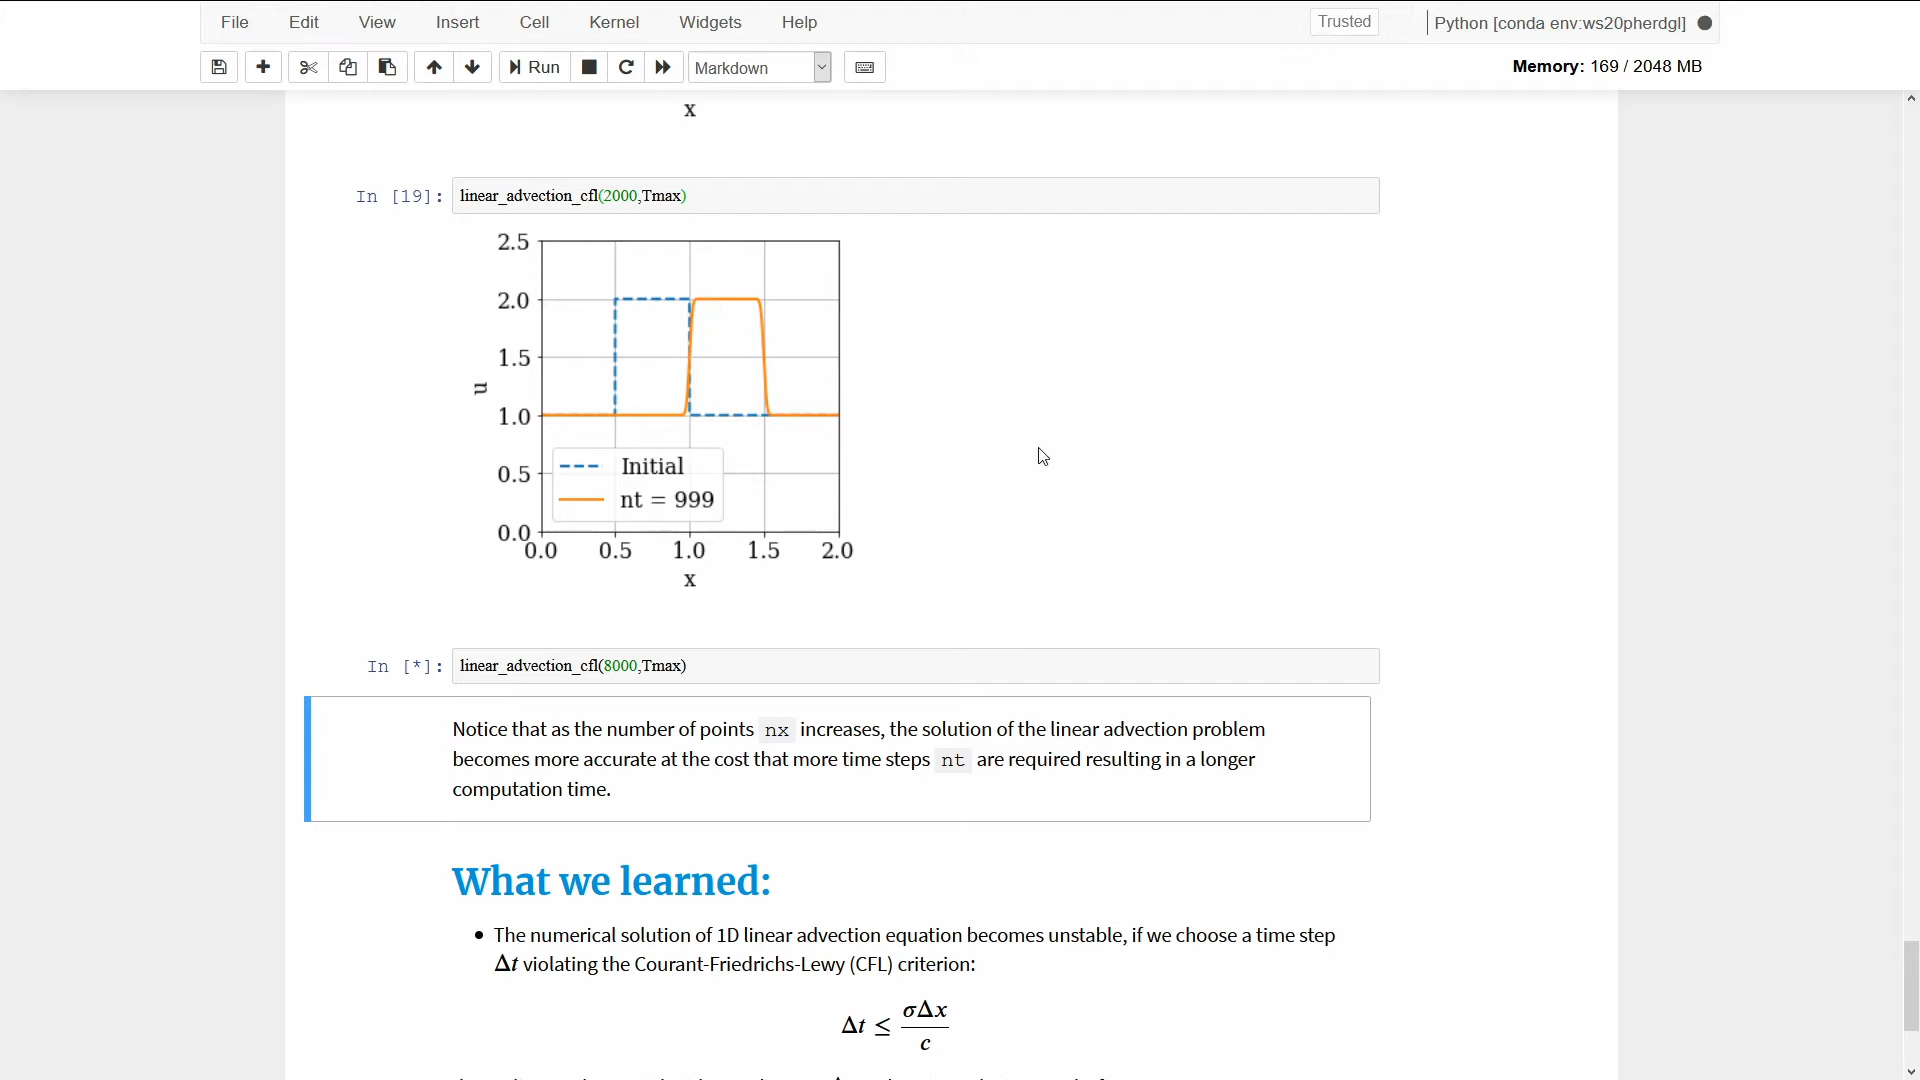 File Edit View Insert Cell Kernel Widgets Help Trusted Python [conda env:ws20pherdgl]
Run Markdown Memory: 169 / 2048 MB
x
In [19]: linear_advection_cfl(2000,Tmax)
2.5
2.0
1.5
1.0
0.5
0.0
u
Initial
nt = 999
0.0 0.5 1.0 1.5 2.0
x
In [*]: linear_advection_cfl(8000,Tmax)
Notice that as the number of points nx increases, the solution of the linear advection problem
becomes more accurate at the cost that more time steps nt are required resulting in a longer
computation time.
What we learned:
• The numerical solution of 1D linear advection equation becomes unstable, if we choose a time step
Δt violating the Courant-Friedrichs-Lewy (CFL) criterion:
Δt ≤ σΔx / c